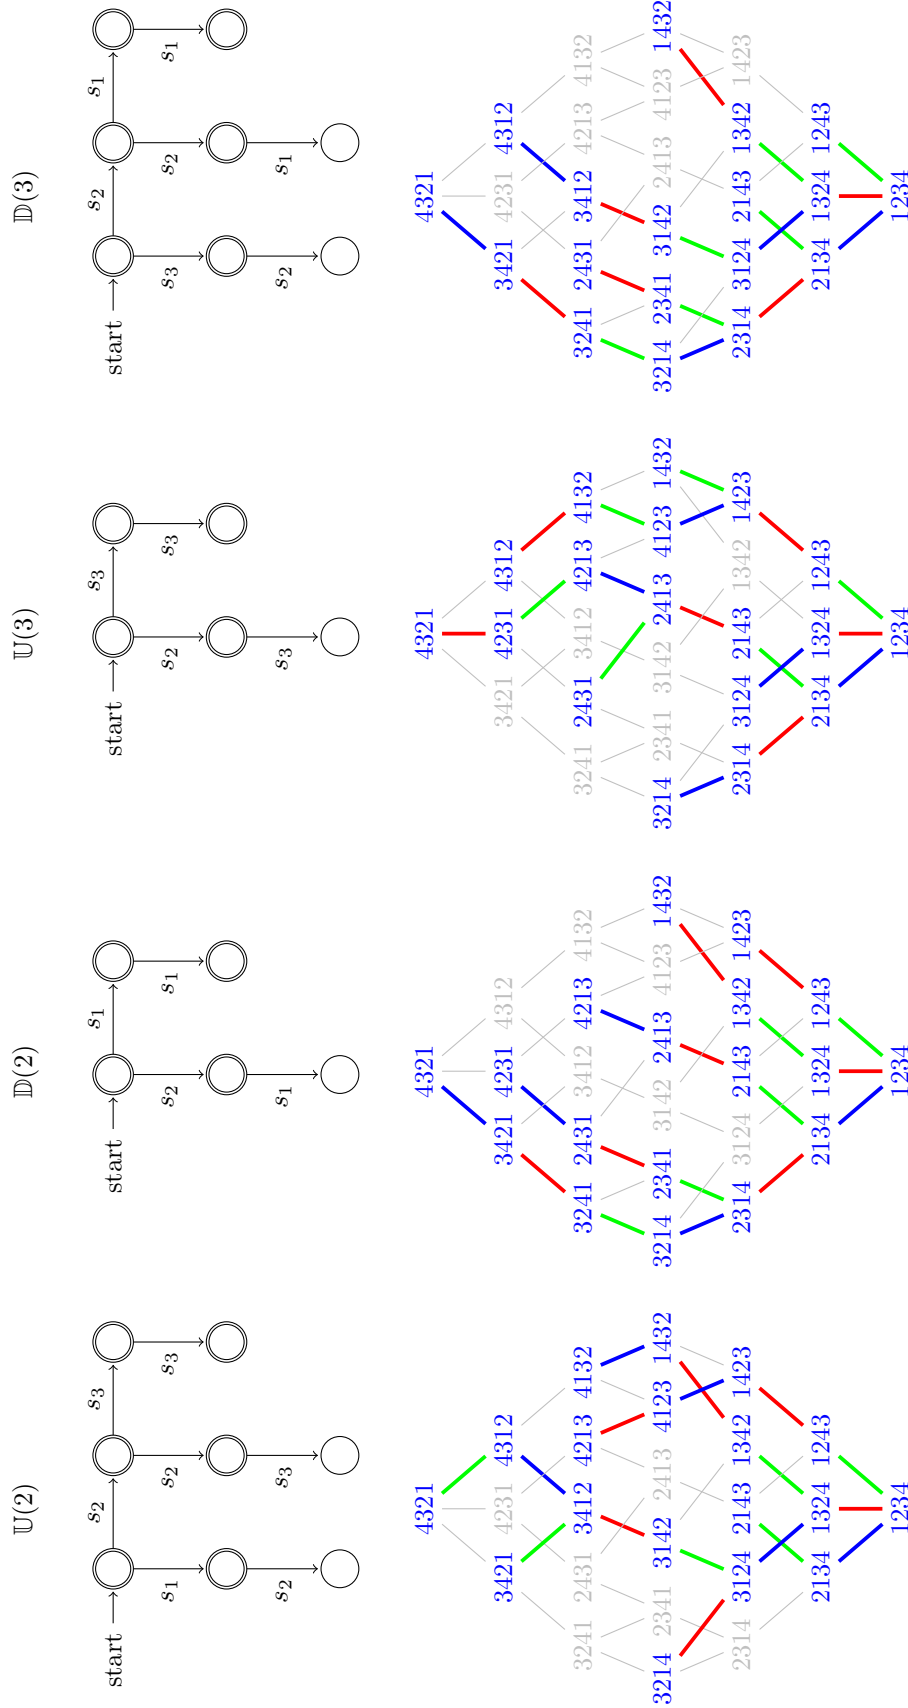 𝕌(2)
s₂ s₃
start
s₁ s₂ s₃
s₂ s₃
4321
3421 4231 4312
3241 2431 3412 4213 4132
3214 2341 3142 2413 4123 1432
2314 3124 2143 1342 1423
2134 1324 1243
1234
𝔻(2)
s₁
start
s₂ s₁
s₁
4321
3421 4231 4312
3241 2431 3412 4213 4132
3214 2341 3142 2413 4123 1432
2314 3124 2143 1342 1423
2134 1324 1243
1234
𝕌(3)
s₃
start
s₂ s₃
s₃
4321
3421 4231 4312
3241 2431 3412 4213 4132
3214 2341 3142 2413 4123 1432
2314 3124 2143 1342 1423
2134 1324 1243
1234
𝔻(3)
s₂ s₁
start
s₃ s₂ s₁
s₂ s₁
4321
3421 4231 4312
3241 2431 3412 4213 4132
3214 2341 3142 2413 4123 1432
2314 3124 2143 1342 1423
2134 1324 1243
1234